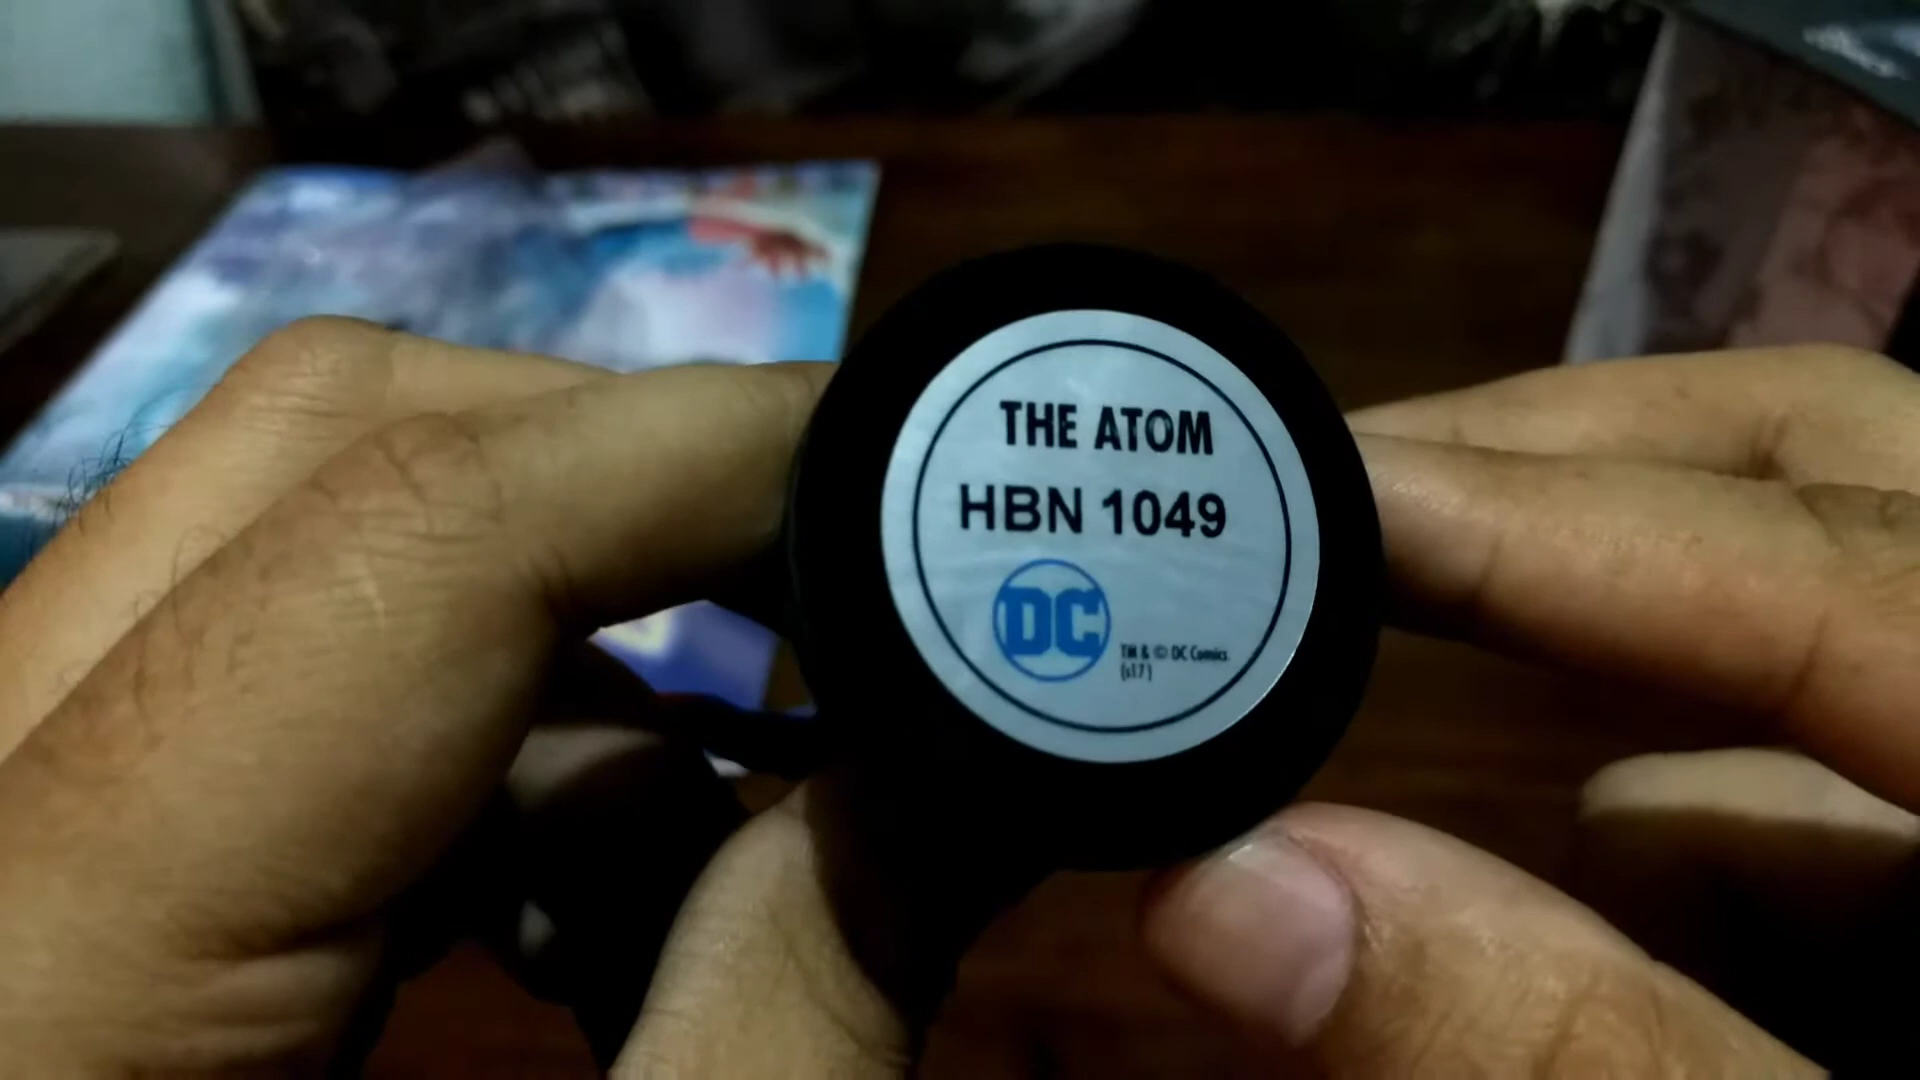 THE ATOM
HBN 1049
DC
TM & © DC Comics.
(s17)